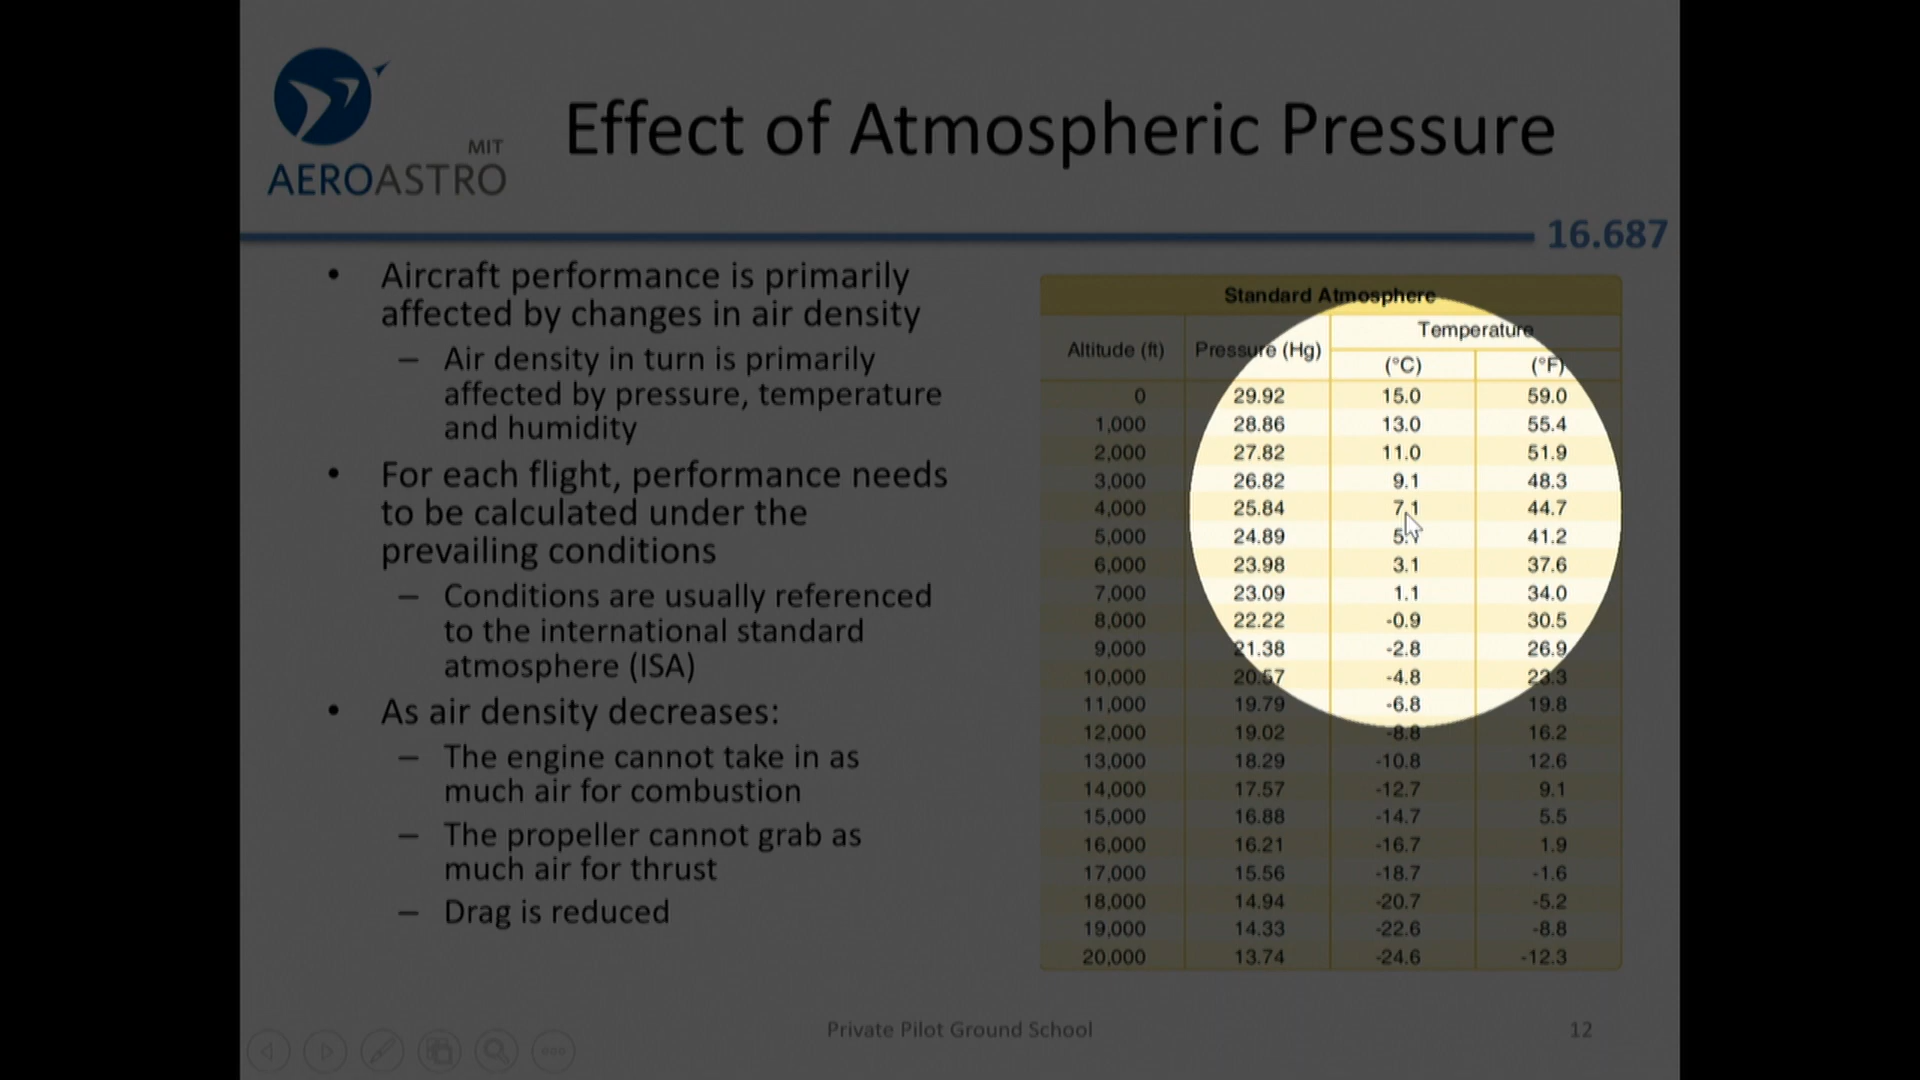 MIT
AEROASTRO
Effect of Atmospheric Pressure
16.687
• Aircraft performance is primarily
affected by changes in air density
– Air density in turn is primarily
affected by pressure, temperature
and humidity
• For each flight, performance needs
to be calculated under the
prevailing conditions
– Conditions are usually referenced
to the international standard
atmosphere (ISA)
• As air density decreases:
– The engine cannot take in as
much air for combustion
– The propeller cannot grab as
much air for thrust
– Drag is reduced
Standard Atmosphere
Altitude (ft) Pressure (Hg) Temperature
(°C) (°F)
0 29.92 15.0 59.0
1,000 28.86 13.0 55.4
2,000 27.82 11.0 51.9
3,000 26.82 9.1 48.3
4,000 25.84 7.1 44.7
5,000 24.89 5.1 41.2
6,000 23.98 3.1 37.6
7,000 23.09 1.1 34.0
8,000 22.22 -0.9 30.5
9,000 21.38 -2.8 26.9
10,000 20.57 -4.8 23.3
11,000 19.79 -6.8 19.8
12,000 19.02 -8.8 16.2
13,000 18.29 -10.8 12.6
14,000 17.57 -12.7 9.1
15,000 16.88 -14.7 5.5
16,000 16.21 -16.7 1.9
17,000 15.56 -18.7 -1.6
18,000 14.94 -20.7 -5.2
19,000 14.33 -22.6 -8.8
20,000 13.74 -24.6 -12.3
Private Pilot Ground School
12